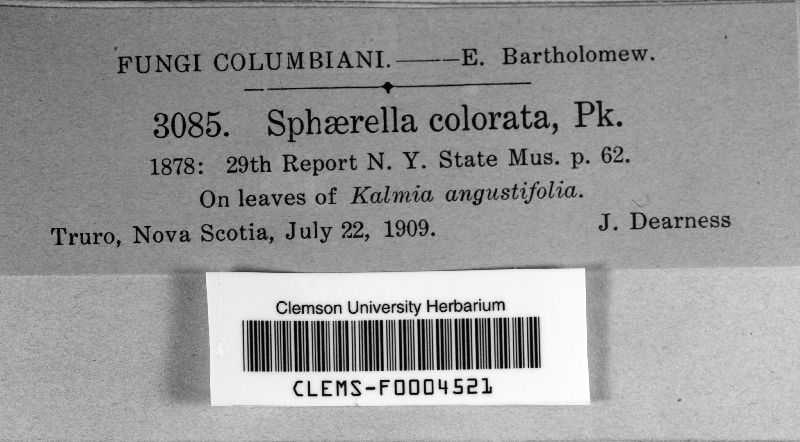 FUNGI COLUMBIANI.——E. Bartholomew.
3085. Sphærella colorata, Pk.
1878: 29th Report N. Y. State Mus. p. 62.
On leaves of Kalmia angustifolia.
Truro, Nova Scotia, July 22, 1909. J. Dearness
Clemson University Herbarium
CLEMS-F0004521